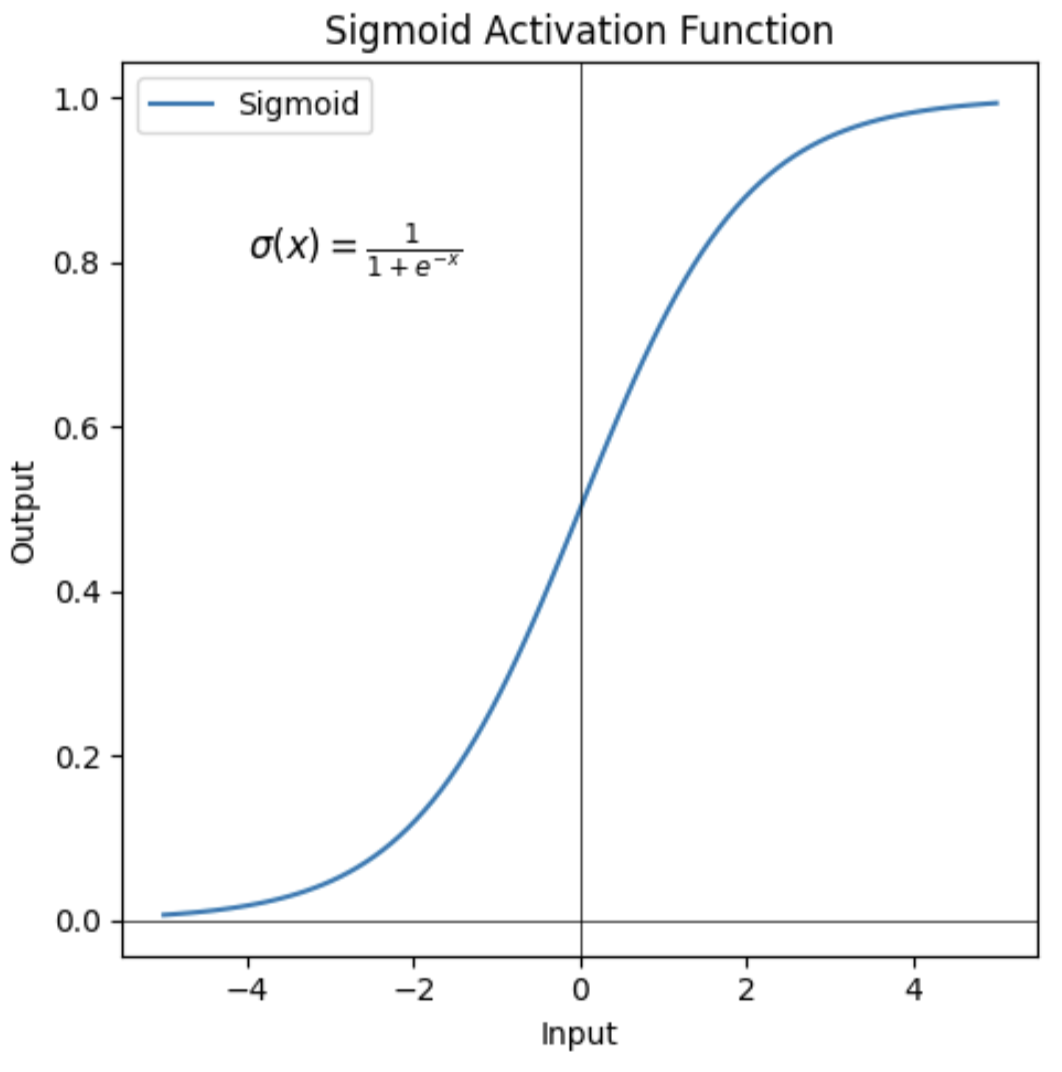 Sigmoid Activation Function
Sigmoid
σ(x) = 1 / (1 + e⁻ˣ)
1.0
0.8
0.6
0.4
0.2
0.0
Output
−4 −2 0 2 4
Input